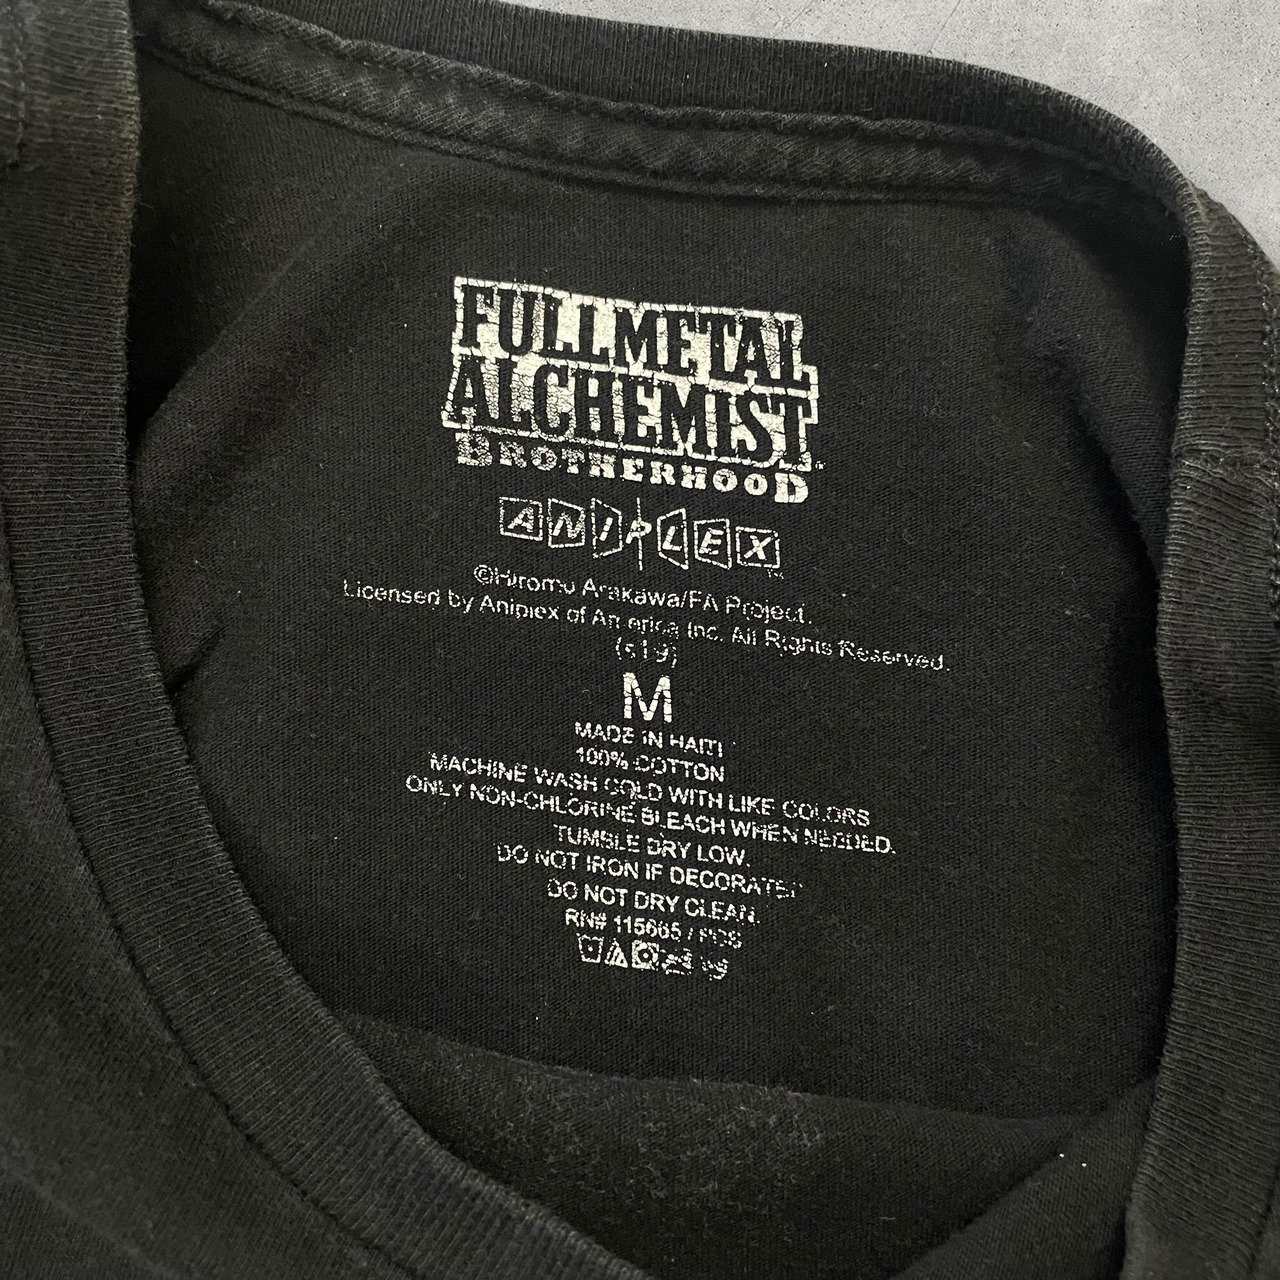 FULLMETAL
ALCHEMIST
BROTHERHOOD
ANIPLEX
©Hiromu Arakawa/FA Project.
Licensed by Aniplex of America Inc. All Rights Reserved.
(s19)
M
MADE IN HAITI
100% COTTON
MACHINE WASH COLD WITH LIKE COLORS
ONLY NON-CHLORINE BLEACH WHEN NEEDED.
TUMBLE DRY LOW.
DO NOT IRON IF DECORATED
DO NOT DRY CLEAN.
RN# 115665 /